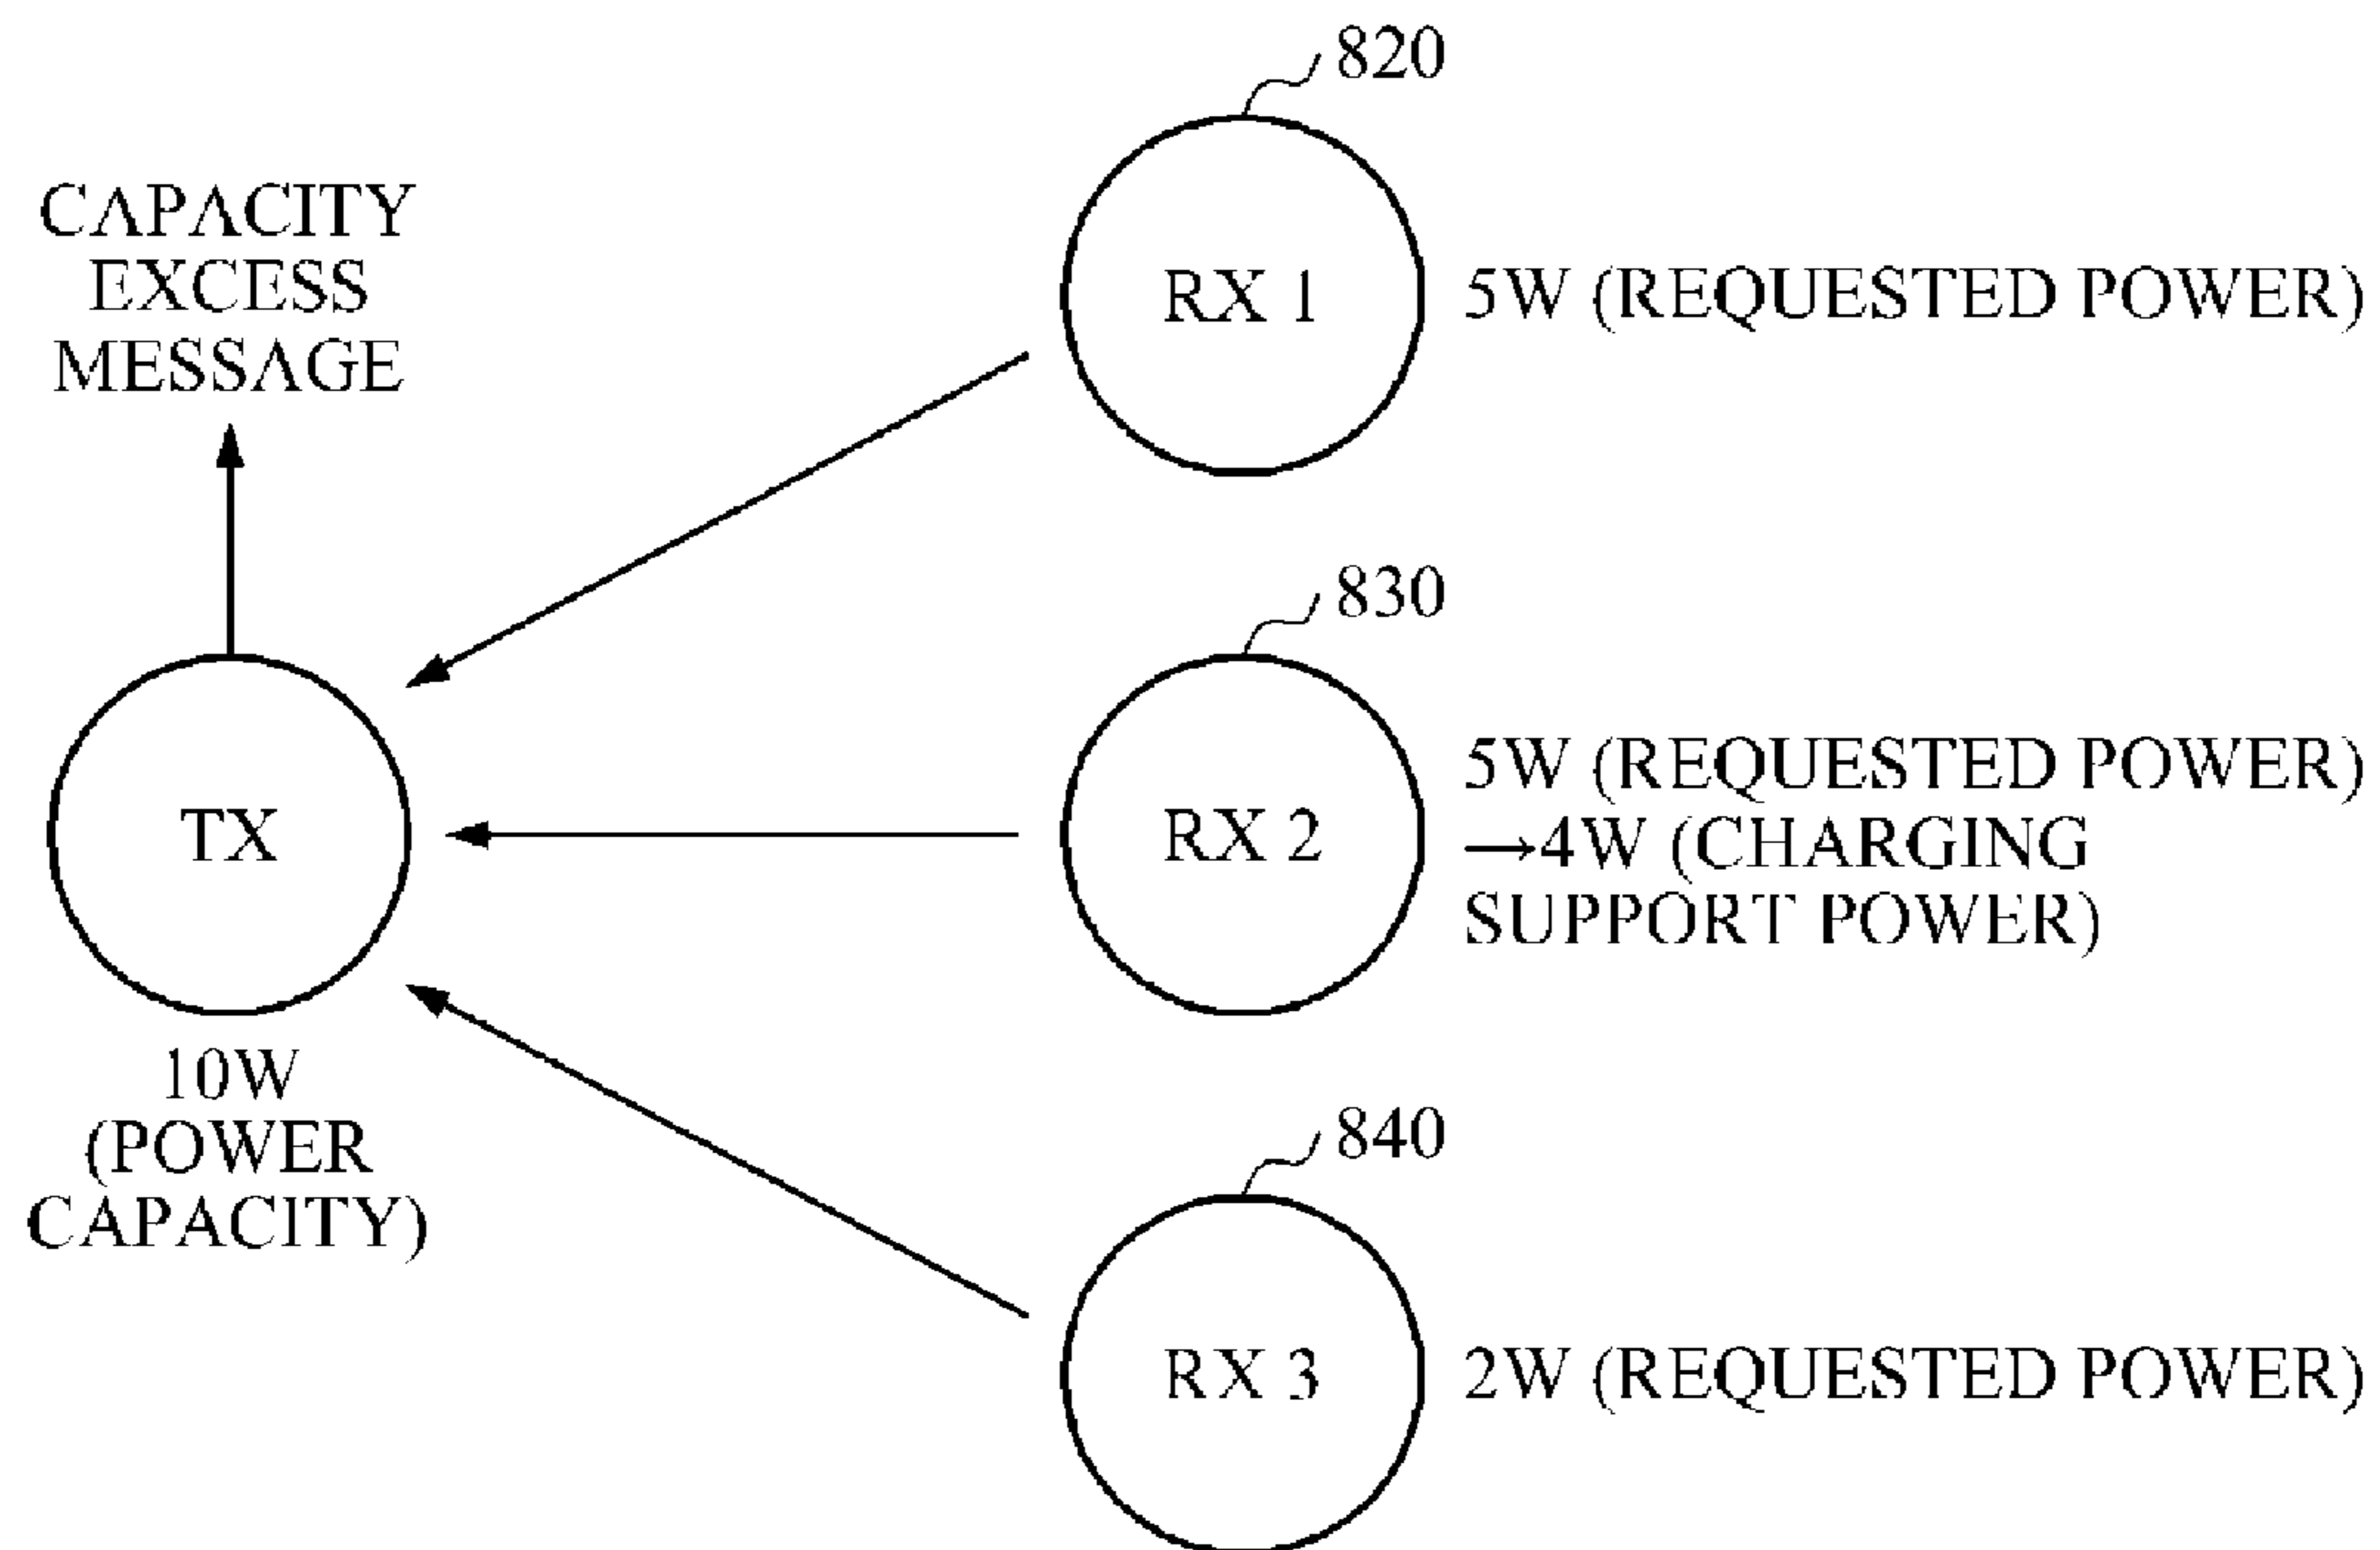 820
CAPACITY
EXCESS
MESSAGE
RX 1
5W (REQUESTED POWER)
830
TX
RX 2
5W (REQUESTED POWER)
→4W (CHARGING
SUPPORT POWER)
10W
(POWER
CAPACITY)
840
RX 3
2W (REQUESTED POWER)